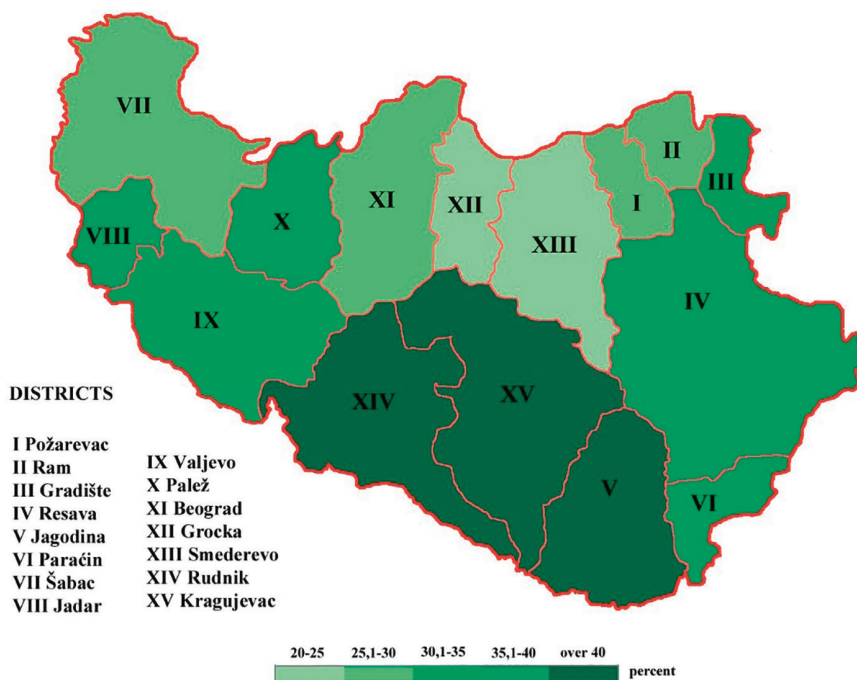 VII
II
III
I
XI
XII
X
VIII
XIII
IV
IX
XIV
XV
V
VI
DISTRICTS
I Požarevac
II Ram
III Gradište
IV Resava
V Jagodina
VI Paraćin
VII Šabac
VIII Jadar
IX Valjevo
X Palež
XI Beograd
XII Grocka
XIII Smederevo
XIV Rudnik
XV Kragujevac
20-25 25,1-30 30,1-35 35,1-40 over 40
percent